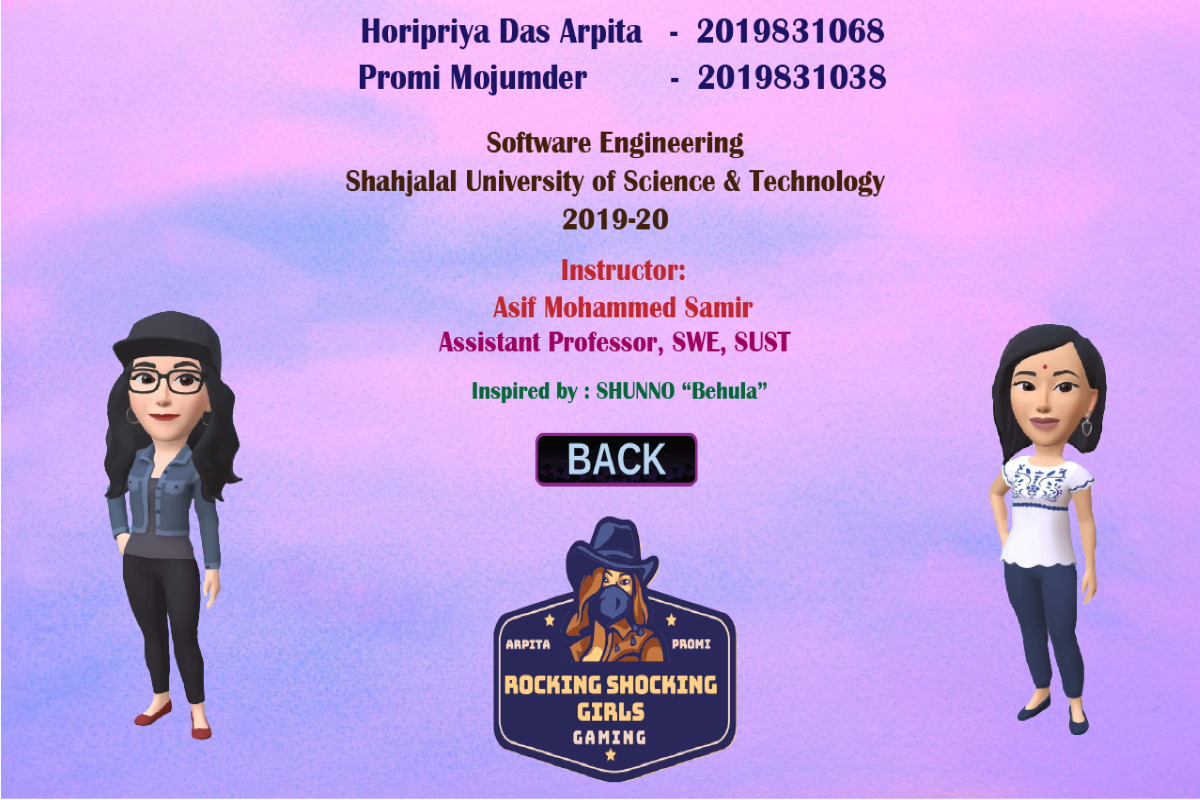 Horipriya Das Arpita - 2019831068
Promi Mojumder - 2019831038
Software Engineering
Shahjalal University of Science & Technology
2019-20
Instructor:
Asif Mohammed Samir
Assistant Professor, SWE, SUST
Inspired by : SHUNNO “Behula”
BACK
ARPITA PROMI
ROCKING SHOCKING
GIRLS
GAMING